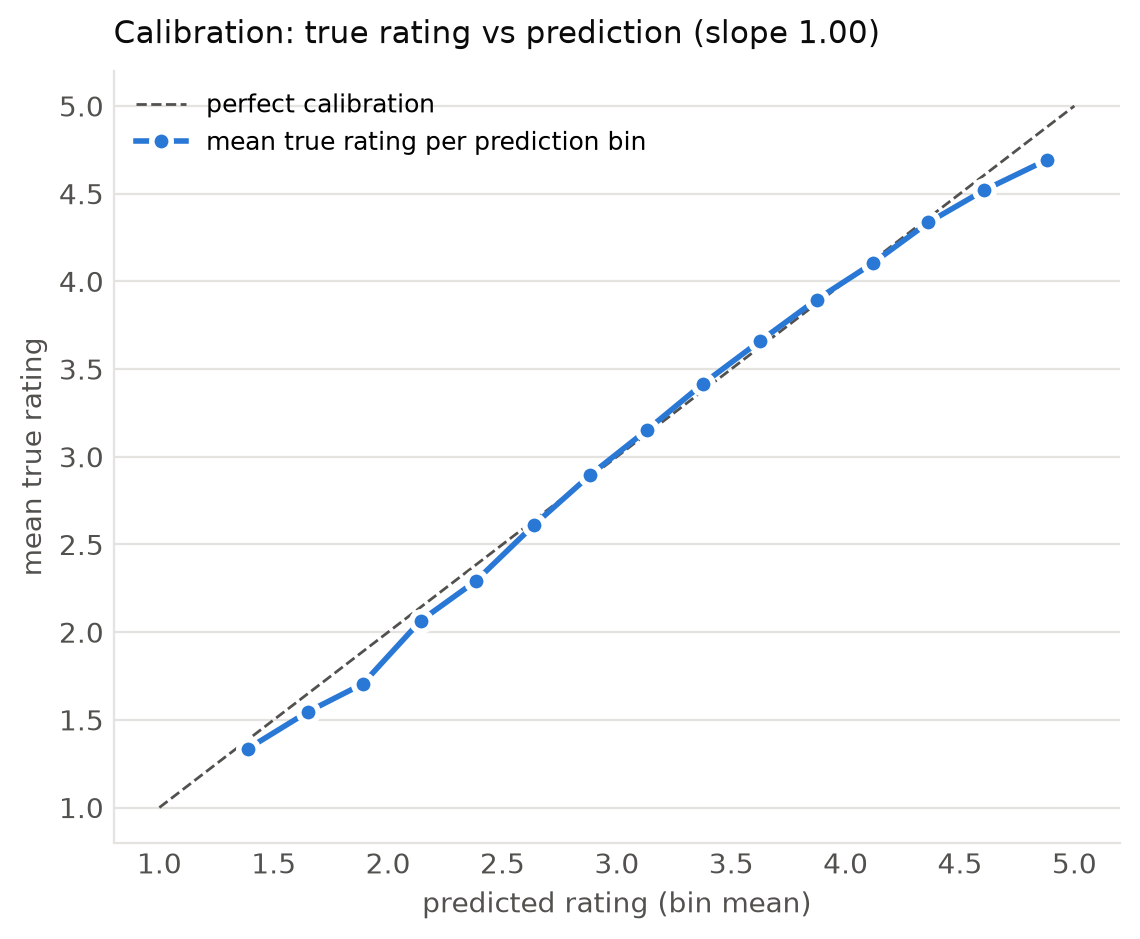 Calibration: true rating vs prediction (slope 1.00)
perfect calibration
mean true rating per prediction bin
5.0
4.5
4.0
3.5
3.0
2.5
2.0
1.5
1.0
mean true rating
1.0 1.5 2.0 2.5 3.0 3.5 4.0 4.5 5.0
predicted rating (bin mean)